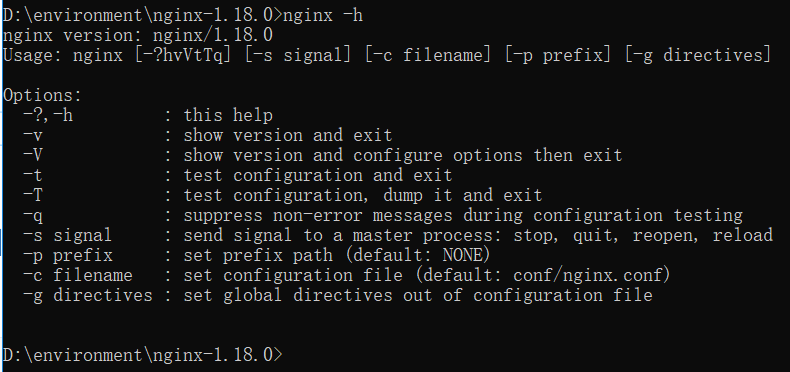 D:\environment\nginx-1.18.0>nginx -h
nginx version: nginx/1.18.0
Usage: nginx [-?hvVtTq] [-s signal] [-c filename] [-p prefix] [-g directives]
Options:
-?,-h : this help
-v : show version and exit
-V : show version and configure options then exit
-t : test configuration and exit
-T : test configuration, dump it and exit
-q : suppress non-error messages during configuration testing
-s signal : send signal to a master process: stop, quit, reopen, reload
-p prefix : set prefix path (default: NONE)
-c filename : set configuration file (default: conf/nginx.conf)
-g directives : set global directives out of configuration file
D:\environment\nginx-1.18.0>